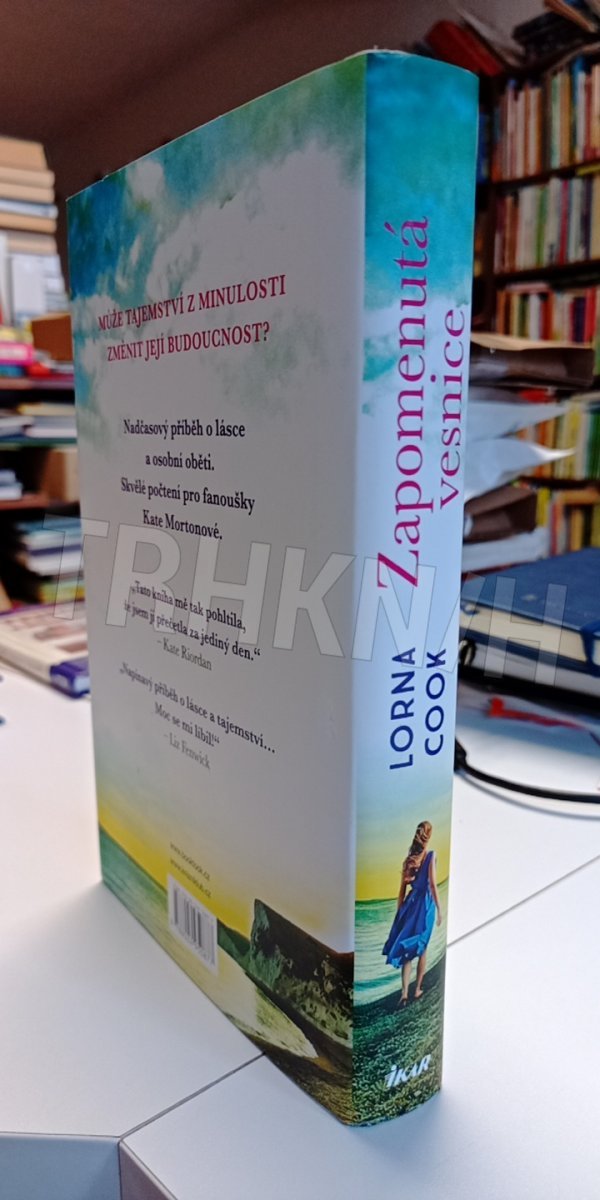 MŮŽE TAJEMSTVÍ Z MINULOSTI
ZMĚNIT JEJÍ BUDOUCNOST?
Nadčasový příběh o lásce
a osobní oběti.
Skvělé počtení pro fanoušky
Kate Mortonové.
„Tato kniha mě tak pohltila,
že jsem ji přečetla za jediný den.“
– Kate Riordan
„Napínavý příběh o lásce a tajemství…
Moc se mi líbil!“
– Liz Fenwick
LORNA
COOK
Zapomenutá
vesnice
IKAR
TRHKNIH